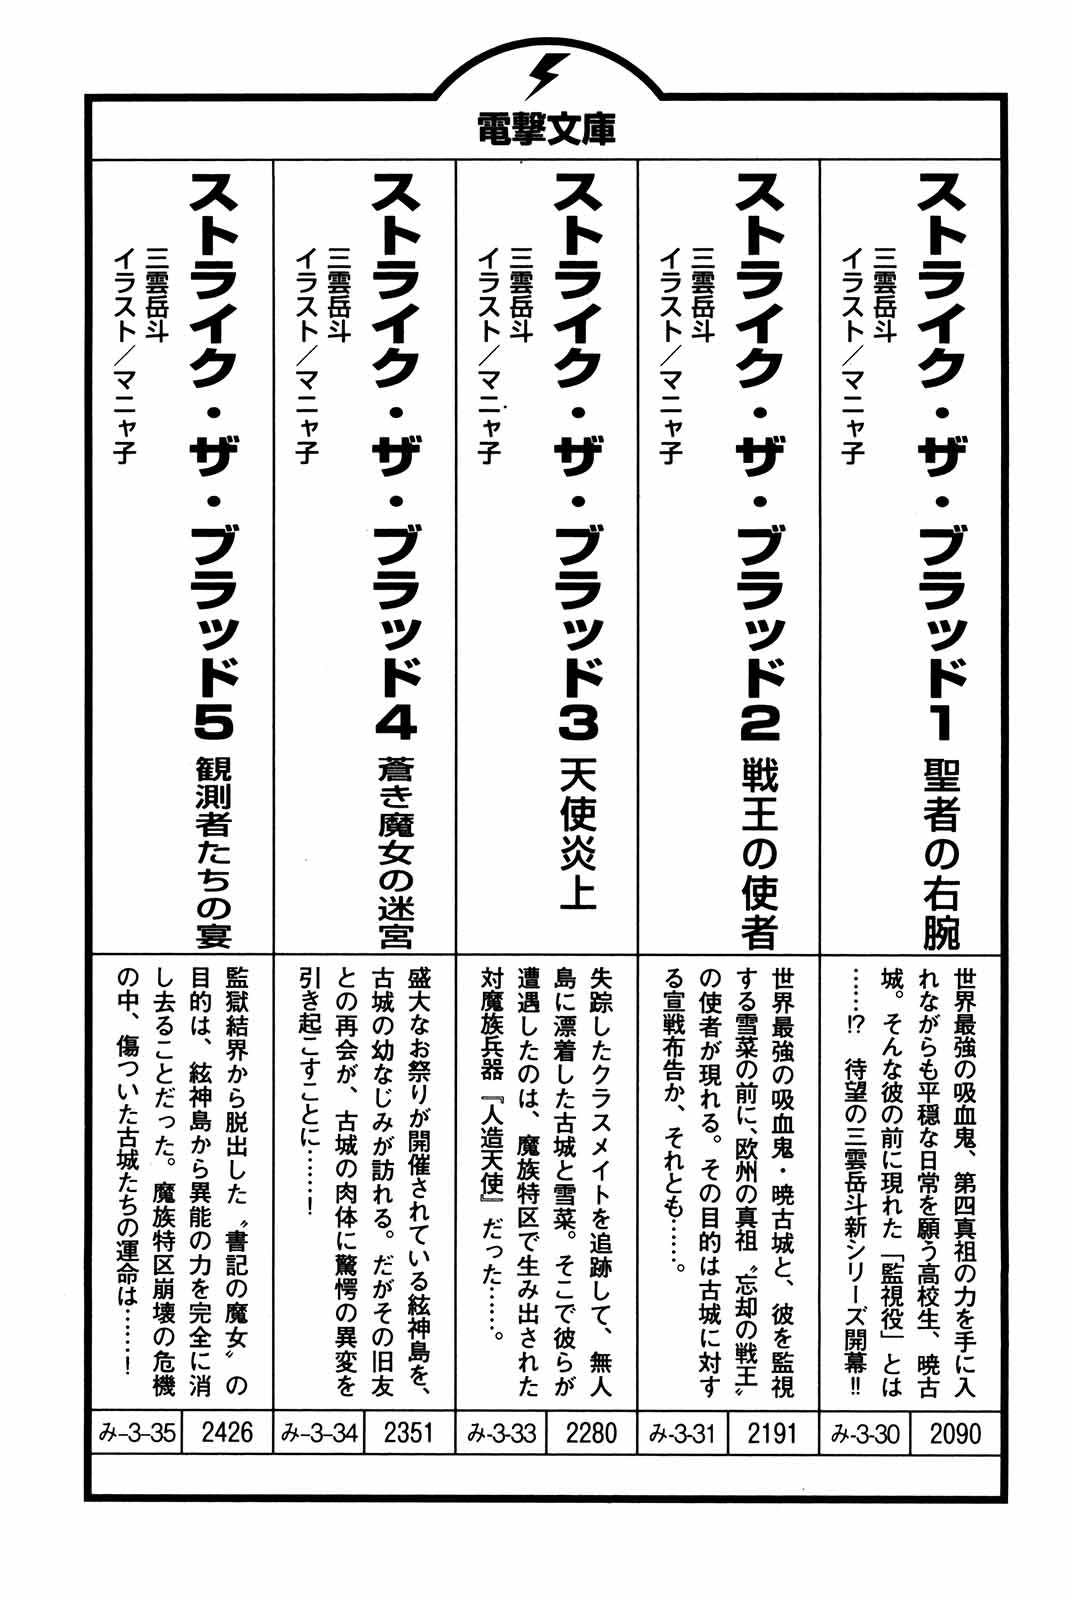 電撃文庫
ストライク・ザ・ブラッド1 聖者の右腕
三雲岳斗
イラスト/マニャ子
世界最強の吸血鬼、第四真祖の力を手に入
れながらも平穏な日常を願う高校生、暁古
城。そんな彼の前に現れた「監視役」とは
……!? 待望の三雲岳斗新シリーズ開幕!!
み-3-30
2090
ストライク・ザ・ブラッド2 戦王の使者
三雲岳斗
イラスト/マニャ子
世界最強の吸血鬼・暁古城と、彼を監視
する雪菜の前に、欧州の真祖〝忘却の戦王〟
の使者が現れる。その目的は古城に対す
る宣戦布告か、それとも……。
み-3-31
2191
ストライク・ザ・ブラッド3 天使炎上
三雲岳斗
イラスト/マニャ子
失踪したクラスメイトを追跡して、無人
島に漂着した古城と雪菜。そこで彼らが
遭遇したのは、魔族特区で生み出された
対魔族兵器『人造天使』だった……。
み-3-33
2280
ストライク・ザ・ブラッド4 蒼き魔女の迷宮
三雲岳斗
イラスト/マニャ子
盛大なお祭りが開催されている絃神島を、
古城の幼なじみが訪れる。だがその旧友
との再会が、古城の肉体に驚愕の異変を
引き起こすことに………!
み-3-34
2351
ストライク・ザ・ブラッド5 観測者たちの宴
三雲岳斗
イラスト/マニャ子
監獄結界から脱出した〝書記の魔女〟の
目的は、絃神島から異能の力を完全に消
し去ることだった。魔族特区崩壊の危機
の中、傷ついた古城たちの運命は………!
み-3-35
2426